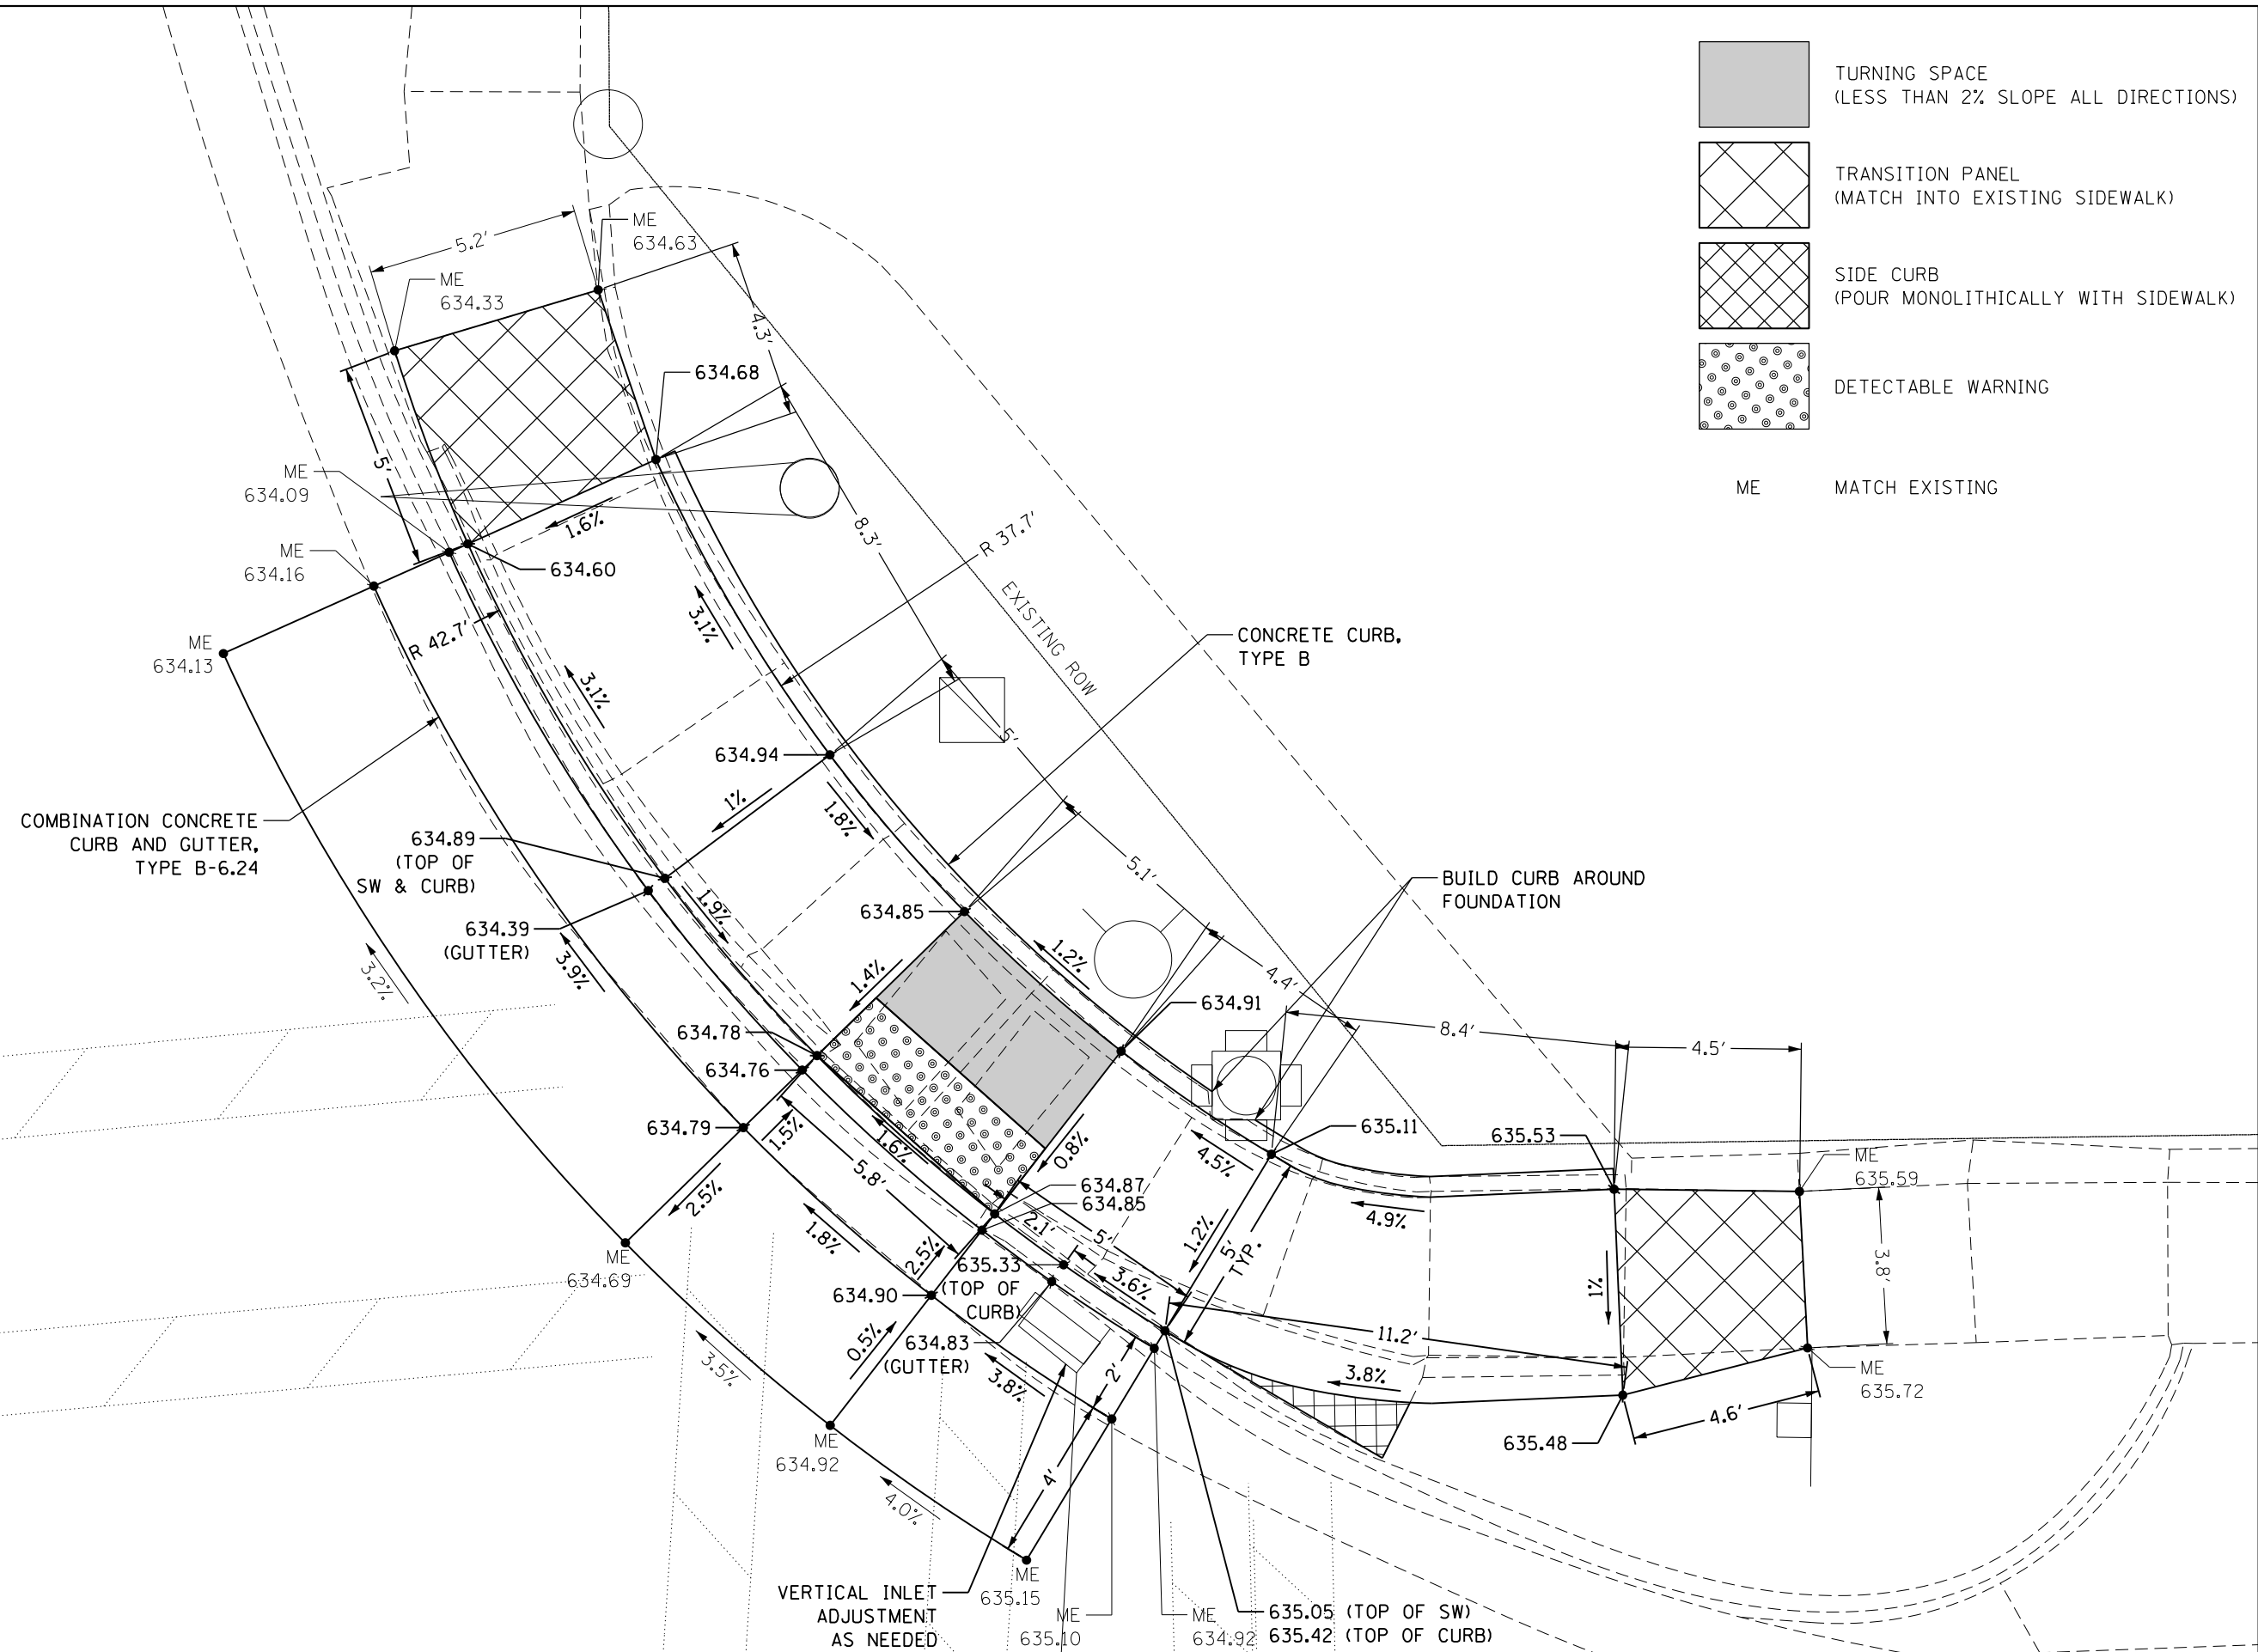 TURNING SPACE
(LESS THAN 2% SLOPE ALL DIRECTIONS)
TRANSITION PANEL
(MATCH INTO EXISTING SIDEWALK)
SIDE CURB
(POUR MONOLITHICALLY WITH SIDEWALK)
DETECTABLE WARNING
ME
MATCH EXISTING
ME
634.63
5.2'
ME
634.33
4.3'
634.68
5'
ME
634.09
1.6%
634.60
ME
634.16
8.3'
R 37.7'
EXISTING ROW
R 42.7'
3.1%
ME
634.13
3.1%
CONCRETE CURB,
TYPE B
634.94
5'
1%
1.8%
COMBINATION CONCRETE
CURB AND GUTTER,
TYPE B-6.24
634.89
(TOP OF
SW & CURB)
1.9%
5.1'
BUILD CURB AROUND
FOUNDATION
634.85
634.39
(GUTTER)
3.9%
3.2%
1.4%
1.2%
4.4'
634.91
634.78
8.4'
4.5'
634.76
634.79
1.5%
1.6%
5.8'
0.8%
635.11
4.5%
635.53
ME
635.59
634.87
634.85
2.5%
1.8%
2.5%
2.1'
5'
1.2%
5'
TYP.
4.9%
3.8'
1%
ME
634.69
635.33
(TOP OF
CURB)
3.6%
634.90
11.2'
634.83
(GUTTER)
0.5%
3.5%
3.8%
2'
3.8%
ME
635.72
4.6'
635.48
ME
634.92
4'
4.0%
VERTICAL INLET
ADJUSTMENT
AS NEEDED
ME
635.15
ME
635.10
ME
634.92
635.05 (TOP OF SW)
635.42 (TOP OF CURB)